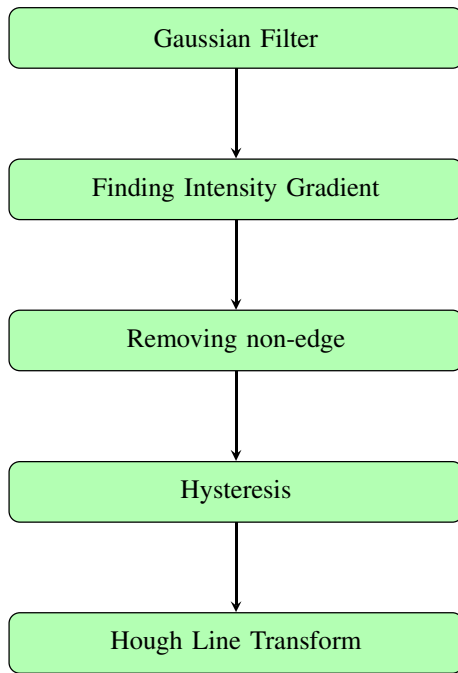 Gaussian Filter
Finding Intensity Gradient
Removing non-edge
Hysteresis
Hough Line Transform